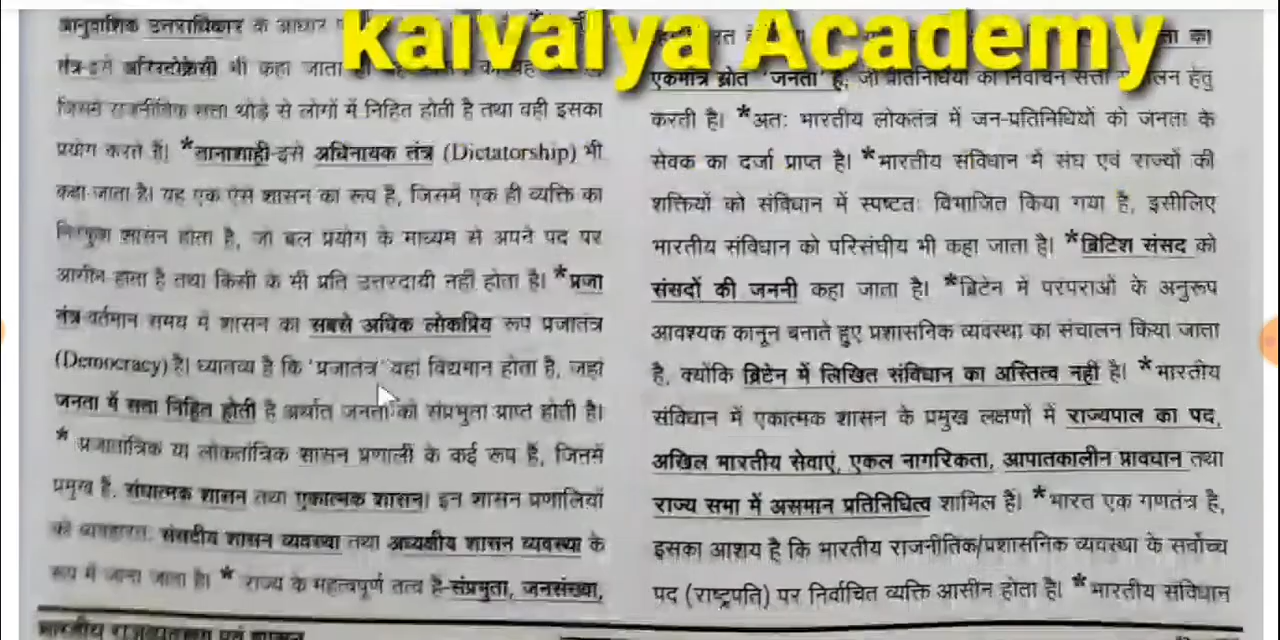 Kaivalya Academy
आनुवांशिक उत्तराधिकार के आधार
तंत्र-इसे अरिस्टोक्रेसी भी कहा जाता
जिसमें राजनीतिक सत्ता थोड़े से लोगों में निहित होती है तथा वही इसका
प्रयोग करते हैं। *तानाशाही-इसे अधिनायक तंत्र (Dictatorship) भी
कहा जाता है। यह एक ऐसे शासन का रूप है, जिसमें एक ही व्यक्ति का
निरंकुश शासन होता है, जो बल प्रयोग के माध्यम से अपने पद पर
आसीन होता है तथा किसी के भी प्रति उत्तरदायी नहीं होता है। *प्रजा
तंत्र-वर्तमान समय में शासन का सबसे अधिक लोकप्रिय रूप प्रजातंत्र
(Democracy) है। ध्यातव्य है कि 'प्रजातंत्र' वहां विद्यमान होता है, जहां
जनता में सत्ता निहित होती है अर्थात जनता को संप्रभुता प्राप्त होती है।
* प्रजातांत्रिक या लोकतांत्रिक शासन प्रणाली के कई रूप हैं, जिनमें
प्रमुख है, संघात्मक शासन तथा एकात्मक शासन। इन शासन प्रणालियों
को व्यवहारतः संसदीय शासन व्यवस्था तथा अध्यक्षीय शासन व्यवस्था के
रूप में जाना जाता है। * राज्य के महत्वपूर्ण तत्व है-संप्रभुता, जनसंख्या,
का
एकमात्र स्रोत 'जनता' है, जो प्रतिनिधियों का निर्वाचन सत्ता हेतु
करती है। *अतः भारतीय लोकतंत्र में जन-प्रतिनिधियों को जनता के
सेवक का दर्जा प्राप्त है। *भारतीय संविधान में संघ एवं राज्यों की
शक्तियों को संविधान में स्पष्टतः विभाजित किया गया है, इसीलिए
भारतीय संविधान को परिसंघीय भी कहा जाता है। *ब्रिटिश संसद को
संसदों की जननी कहा जाता है। *ब्रिटेन में परंपराओं के अनुरूप
आवश्यक कानून बनाते हुए प्रशासनिक व्यवस्था का संचालन किया जाता
है, क्योंकि ब्रिटेन में लिखित संविधान का अस्तित्व नहीं है। *भारतीय
संविधान में एकात्मक शासन के प्रमुख लक्षणों में राज्यपाल का पद,
अखिल भारतीय सेवाएं, एकल नागरिकता, आपातकालीन प्रावधान तथा
राज्य सभा में असमान प्रतिनिधित्व शामिल हैं। *भारत एक गणतंत्र है,
इसका आशय है कि भारतीय राजनीतिक/प्रशासनिक व्यवस्था के सर्वोच्च
पद (राष्ट्रपति) पर निर्वाचित व्यक्ति आसीन होता है। *भारतीय संविधान